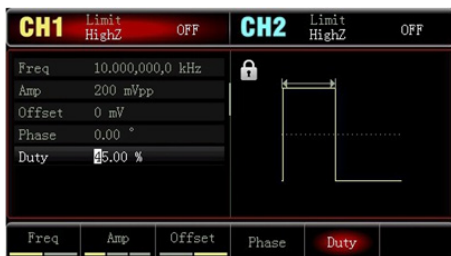 CH1 Limit HighZ OFF CH2 Limit HighZ OFF
Freq 10.000,000,0 kHz
Amp 200 mVpp
Offset 0 mV
Phase 0.00 °
Duty 45.00 %
Freq Amp Offset Phase Duty